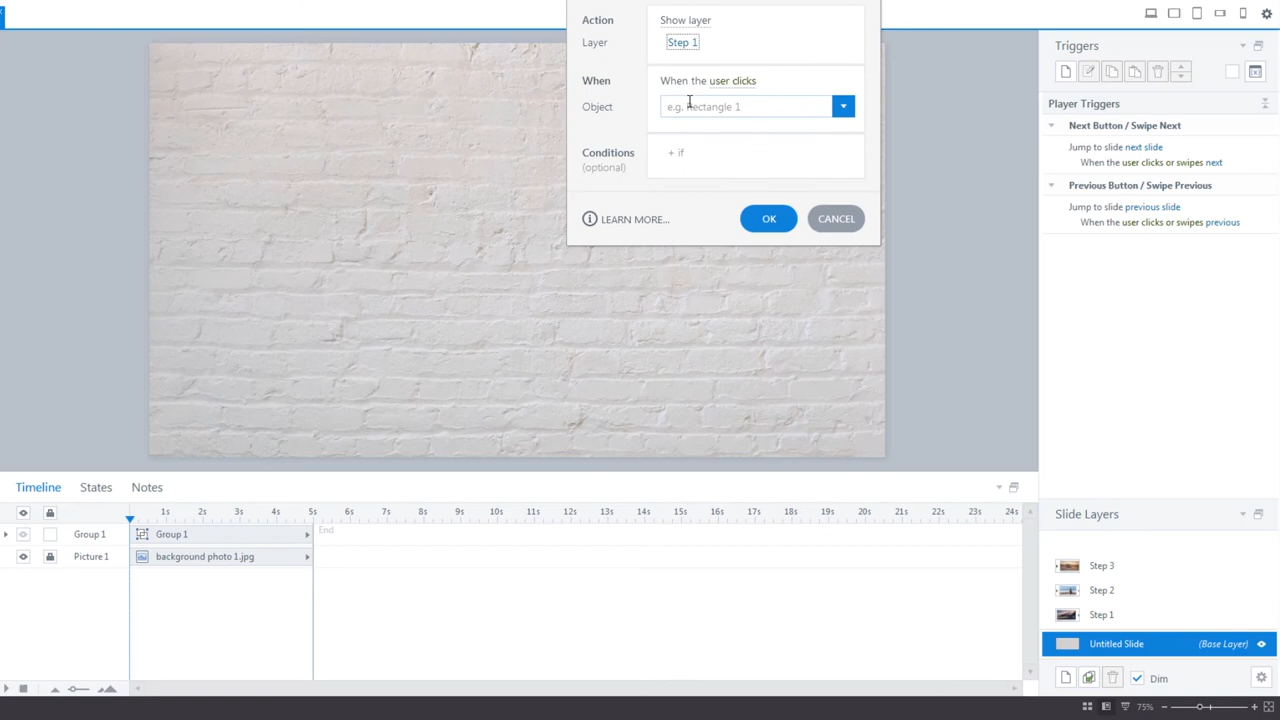 Action Show layer
Layer Step 1
When When the user clicks
Object e.g. Rectangle 1
Conditions + if
(optional)
LEARN MORE... OK CANCEL
Triggers
Player Triggers
Next Button / Swipe Next
Jump to slide next slide
When the user clicks or swipes next
Previous Button / Swipe Previous
Jump to slide previous slide
When the user clicks or swipes previous
Timeline States Notes
1s 2s 3s 4s 5s 6s 7s 8s 9s 10s 11s 12s 13s 14s 15s 16s 17s 18s 19s 20s 21s 22s 23s 24s
Group 1 Group 1 End
Picture 1 background photo 1.jpg
Slide Layers
Step 3
Step 2
Step 1
Untitled Slide (Base Layer)
Dim
75%